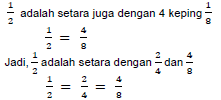 1/2 adalah setara juga dengan 4 keping 1/8
1/2 = 4/8
Jadi, 1/2 adalah setara dengan 2/4 dan 4/8
1/2 = 2/4 = 4/8